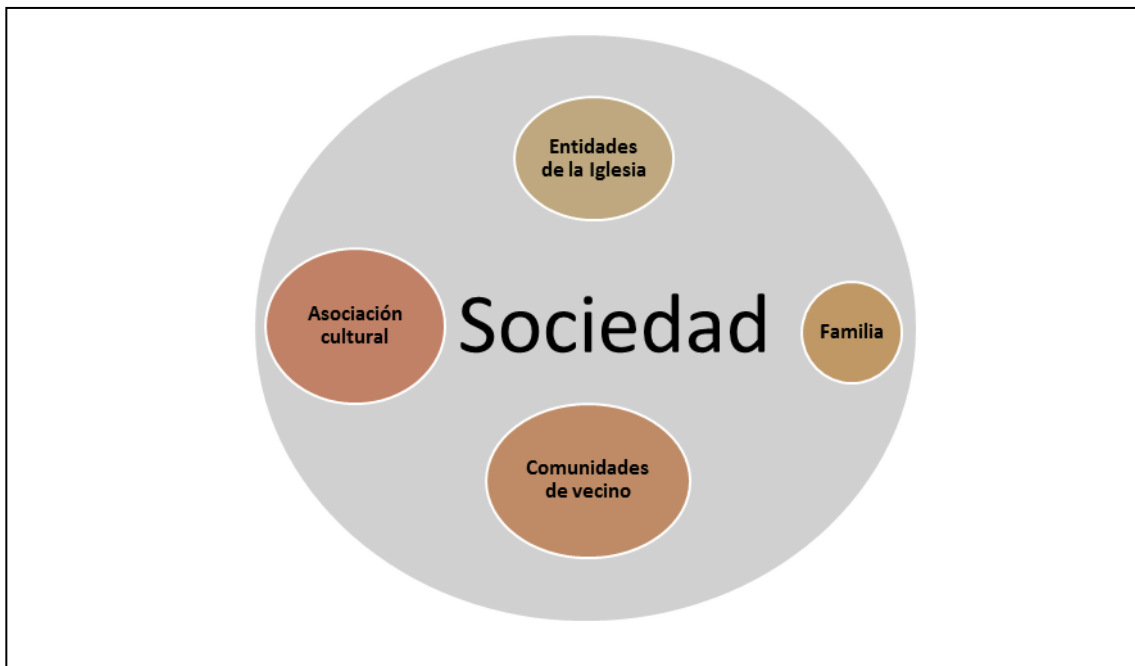 Entidades
de la Iglesia
Asociación
cultural
Sociedad
Familia
Comunidades
de vecino